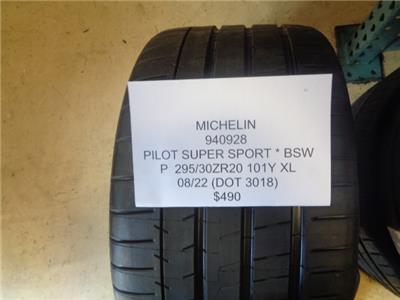 MICHELIN
940928
PILOT SUPER SPORT * BSW
P 295/30ZR20 101Y XL
08/22 (DOT 3018)
$490